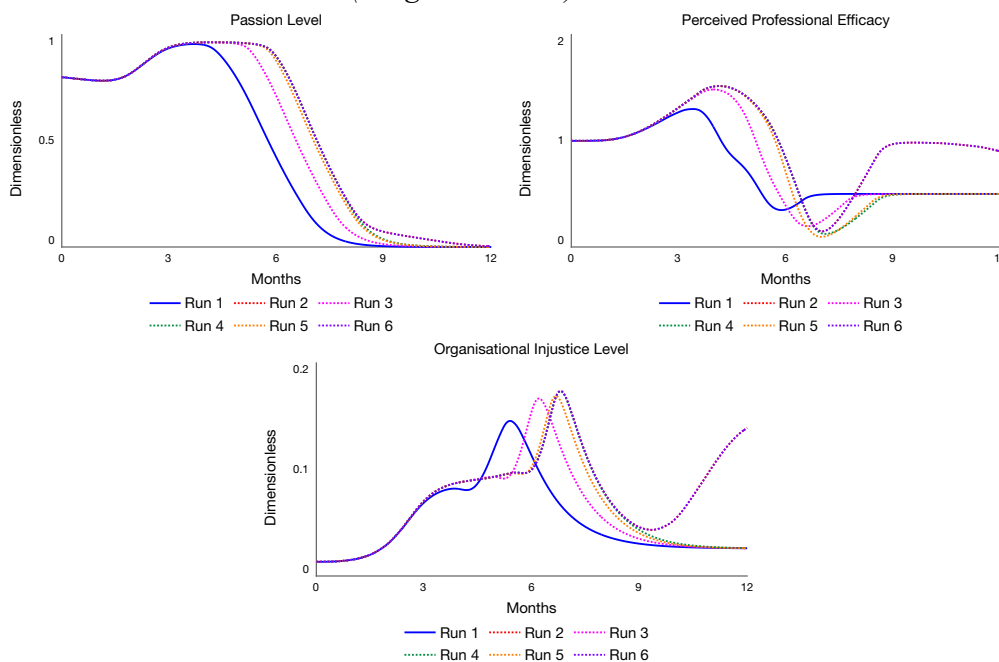 Passion Level
1
0.5
0
Dimensionless
0 3 6 9 12
Months
Run 1 Run 2 Run 3
Run 4 Run 5 Run 6
Perceived Professional Efficacy
2
1
0
Dimensionless
0 3 6 9
Months
Run 1 Run 2 Run 3
Run 4 Run 5 Run 6
Organisational Injustice Level
0.2
0.1
0
Dimensionless
0 3 6 9 12
Months
Run 1 Run 2 Run 3
Run 4 Run 5 Run 6